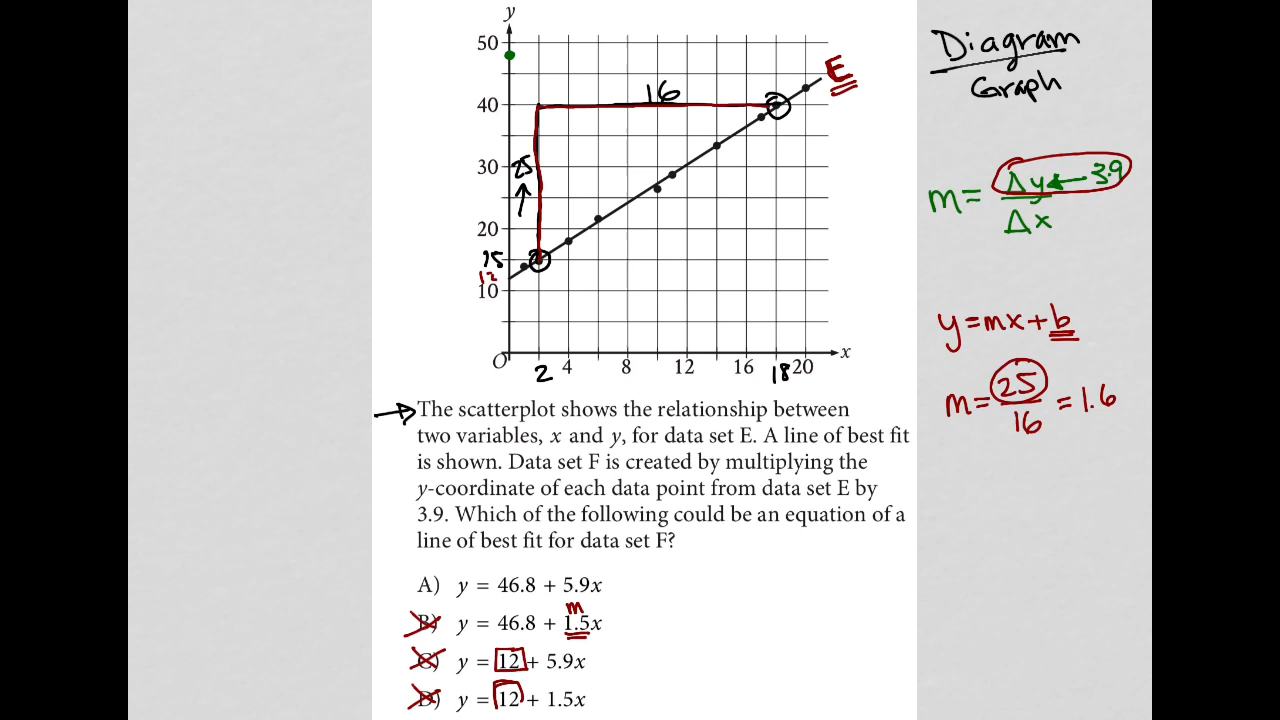 y
50
40
30
20
10
O
4
8
12
16
20
x
16
25
15
12
2
18
E
The scatterplot shows the relationship between
two variables, x and y, for data set E. A line of best fit
is shown. Data set F is created by multiplying the
y-coordinate of each data point from data set E by
3.9. Which of the following could be an equation of a
line of best fit for data set F?
A) y = 46.8 + 5.9x
m
B) y = 46.8 + 1.5x
C) y = 12 + 5.9x
D) y = 12 + 1.5x
Diagram
Graph
m = Δy ← 3.9
Δx
y = mx + b
m = 25 = 1.6
16